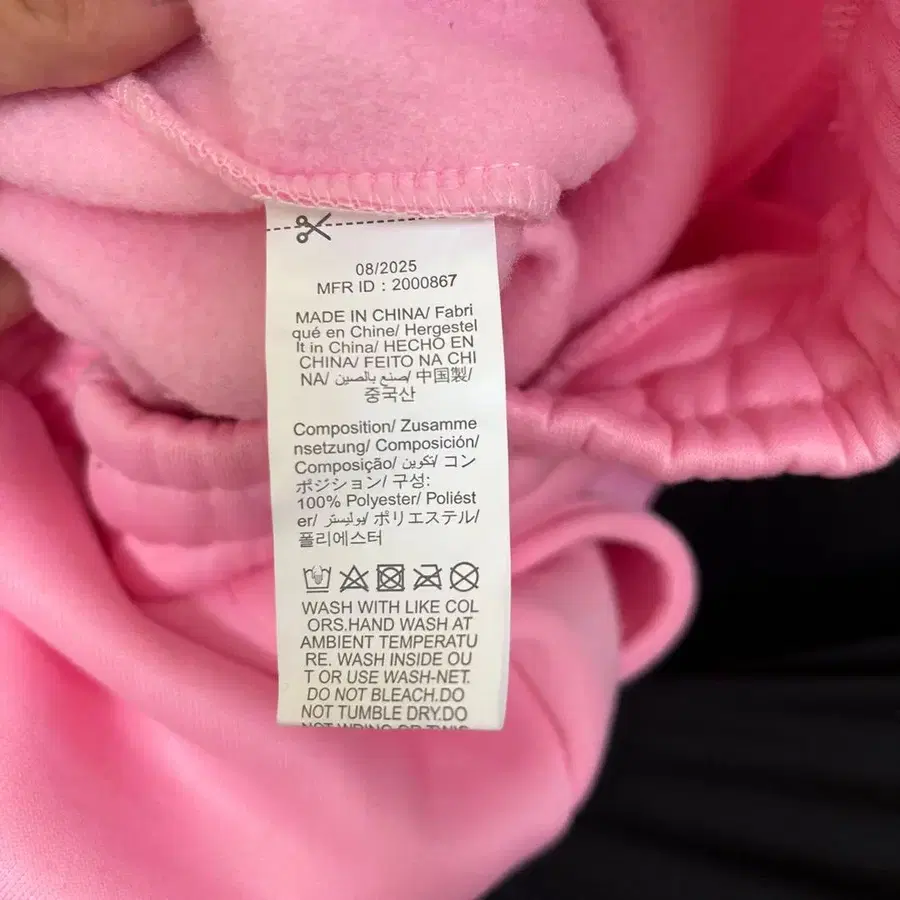 08/2025
MFR ID : 2000867
MADE IN CHINA/ Fabri
qué en Chine/ Hergestel
lt in China/ HECHO EN
CHINA/ FEITO NA CHI
NA/ صنع بالصين/ 中国製/
중국산
Composition/ Zusamme
nsetzung/ Composición/
Composição/ تكوين/ コン
ポジション/ 구성:
100% Polyester/ Poliést
er/ بوليستر/ ポリエステル/
폴리에스터
WASH WITH LIKE COL
ORS.HAND WASH AT
AMBIENT TEMPERATU
RE. WASH INSIDE OU
T OR USE WASH-NET.
DO NOT BLEACH.DO
NOT TUMBLE DRY.DO